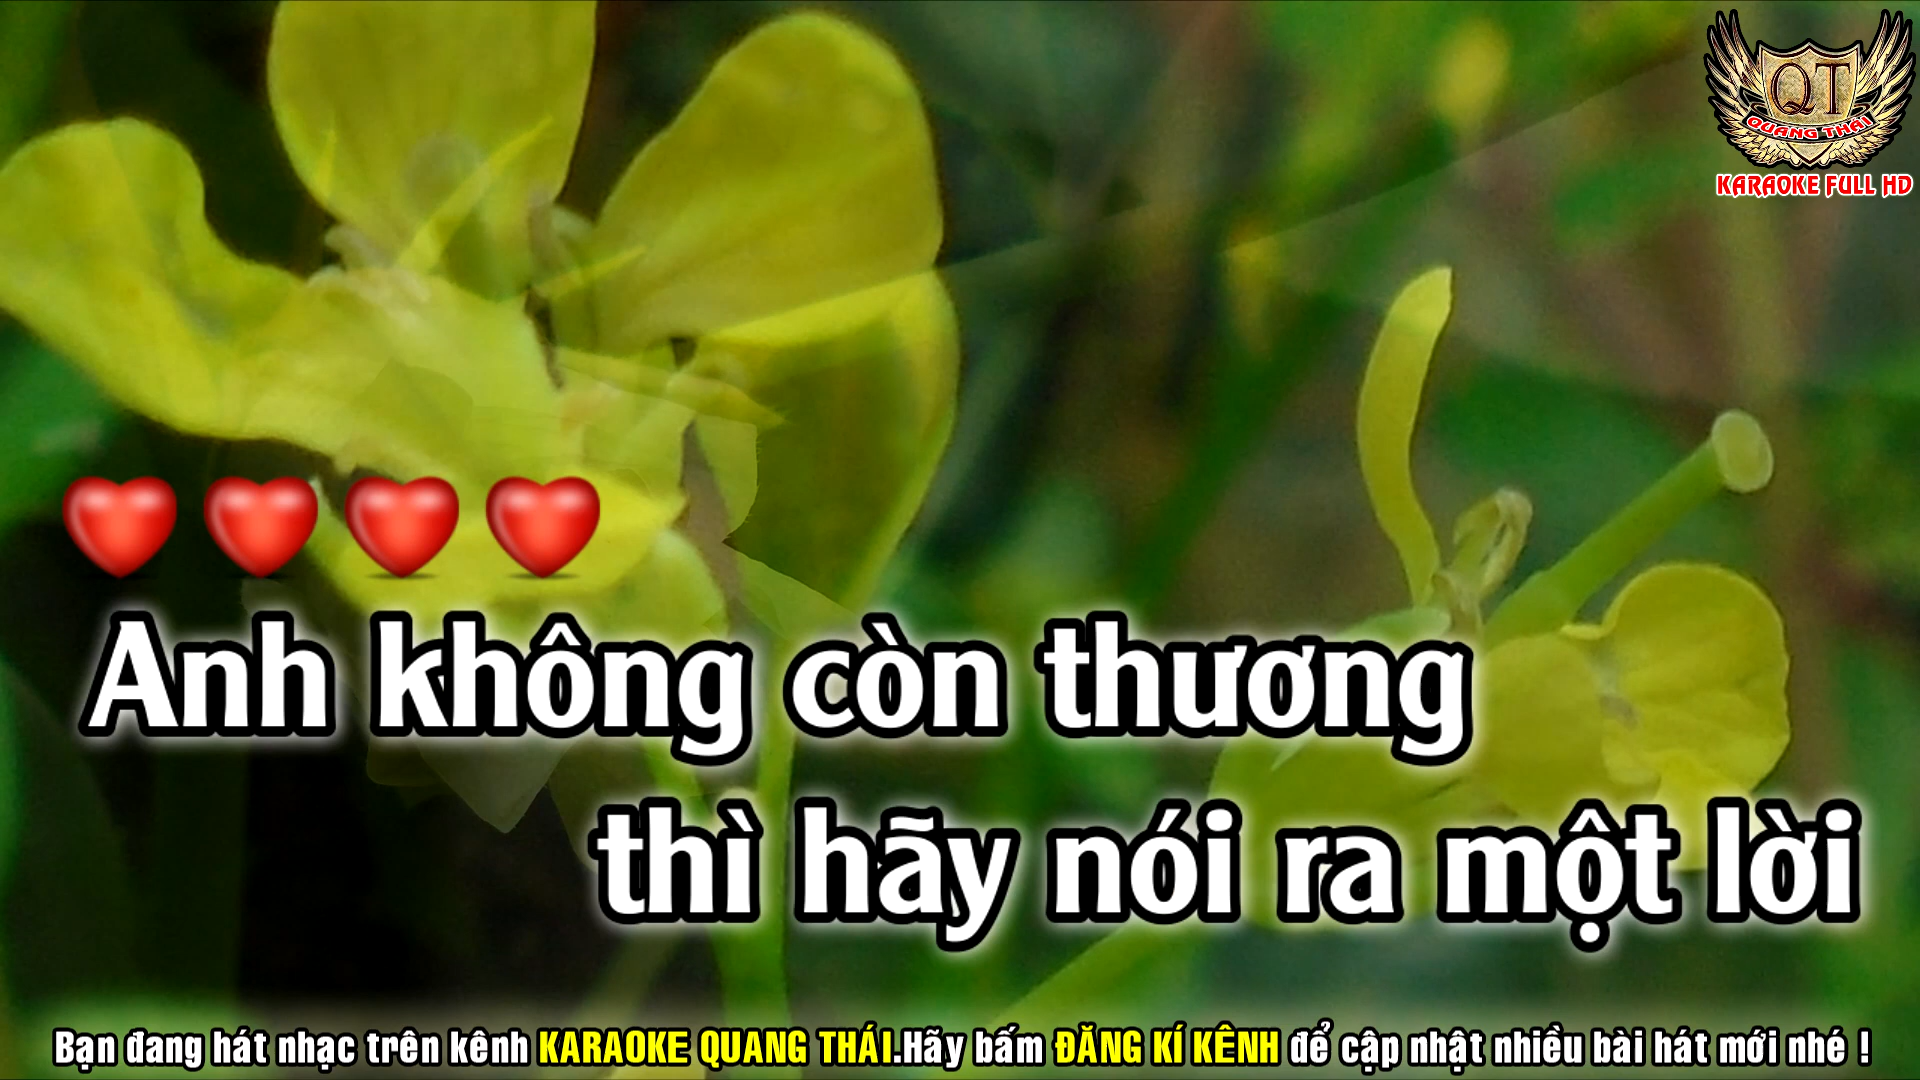 QT
QUANG THÁI
KARAOKE FULL HD
Anh không còn thương
thì hãy nói ra một lời
Bạn đang hát nhạc trên kênh KARAOKE QUANG THÁI.Hãy bấm ĐĂNG KÍ KÊNH để cập nhật nhiều bài hát mới nhé !